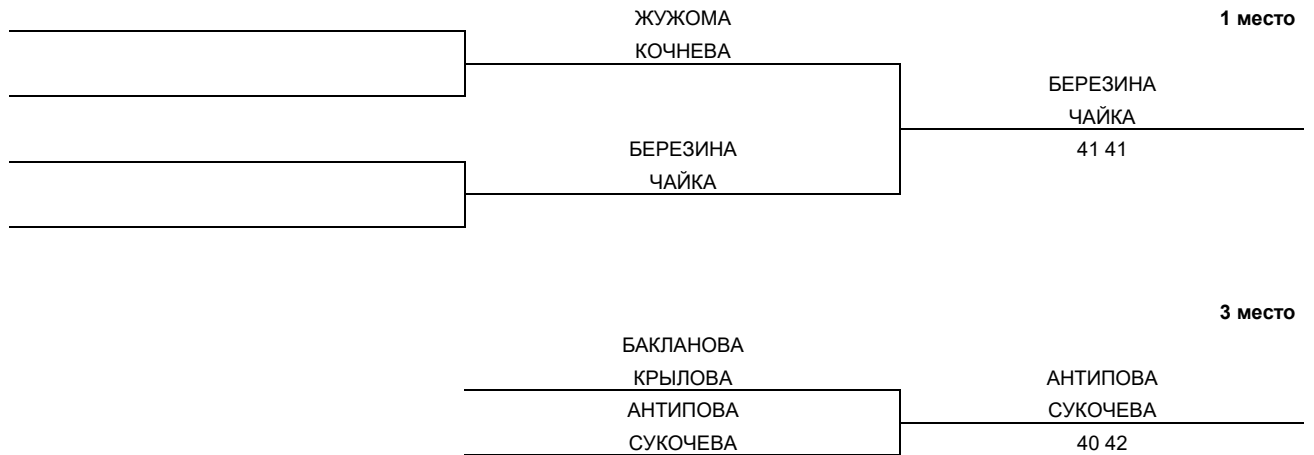 ЖУЖОМА
1 место
КОЧНЕВА
БЕРЕЗИНА
ЧАЙКА
БЕРЕЗИНА
41 41
ЧАЙКА
3 место
БАКЛАНОВА
КРЫЛОВА
АНТИПОВА
АНТИПОВА
СУКОЧЕВА
СУКОЧЕВА
40 42